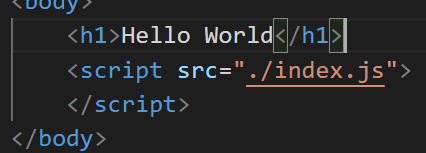 <body>
<h1>Hello World</h1>
<script src="./index.js">
</script>
</body>